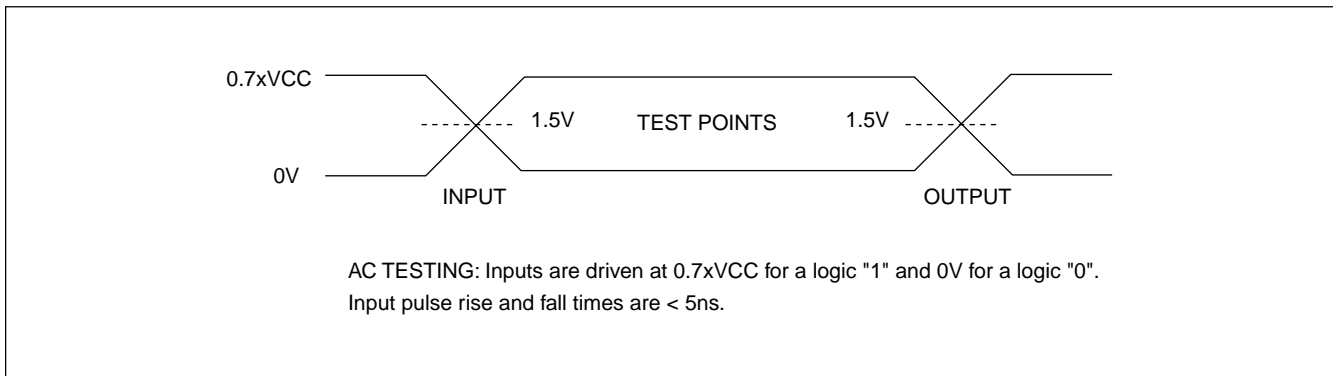 0.7xVCC
1.5V TEST POINTS 1.5V
0V
INPUT OUTPUT
AC TESTING: Inputs are driven at 0.7xVCC for a logic "1" and 0V for a logic "0".
Input pulse rise and fall times are < 5ns.